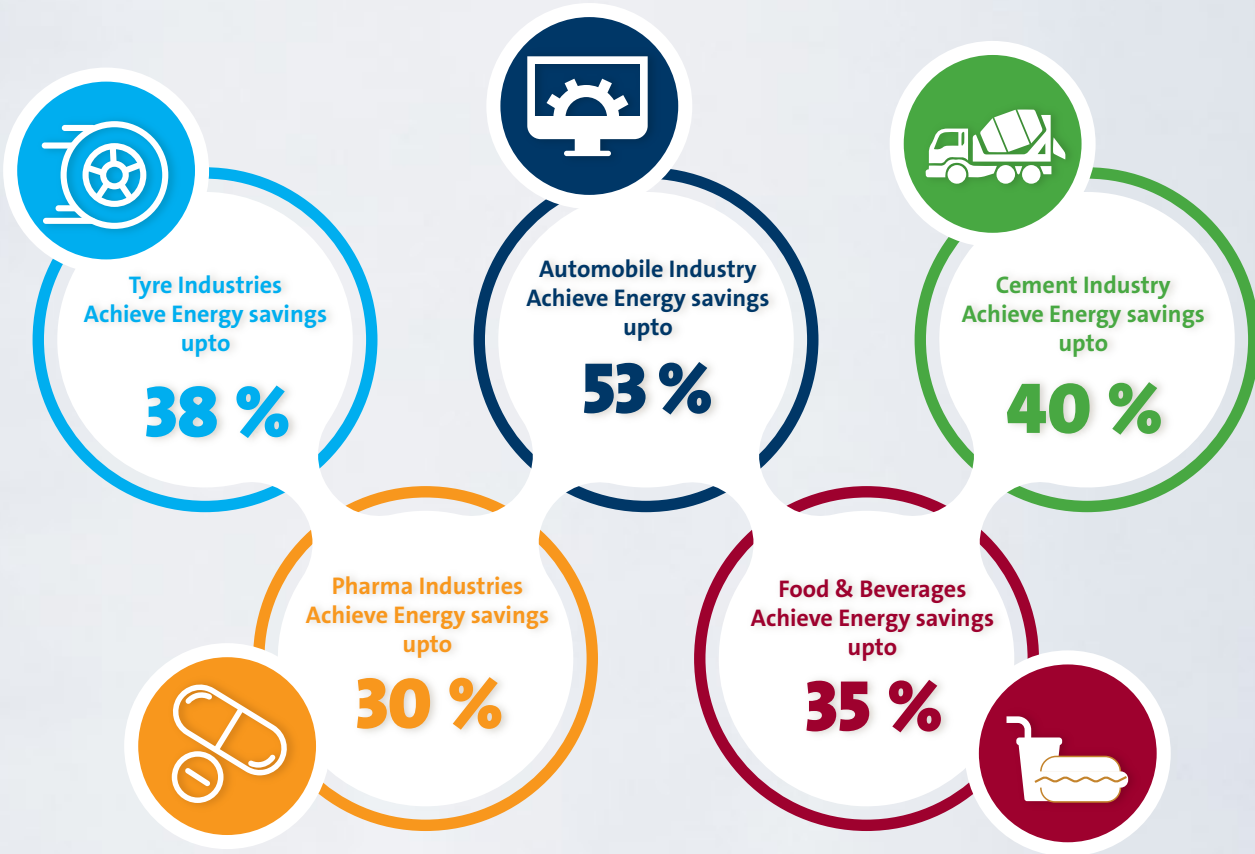 Tyre Industries
Achieve Energy savings
upto
38 %
Automobile Industry
Achieve Energy savings
upto
53 %
Cement Industry
Achieve Energy savings
upto
40 %
Pharma Industries
Achieve Energy savings
upto
30 %
Food & Beverages
Achieve Energy savings
upto
35 %